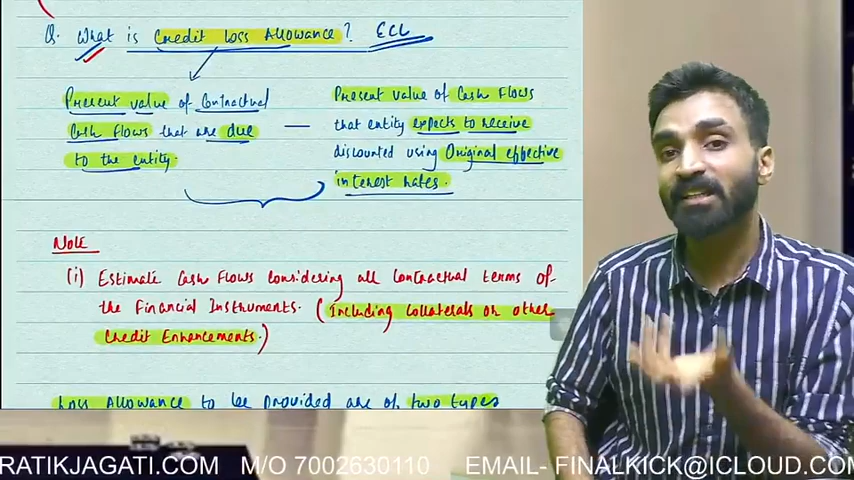 Q. What is Credit Loss Allowance? ECL
Present value of Contractual
Cash Flows that are due
to the entity.
—
Present value of Cash Flows
that entity expects to receive
discounted using Original effective
interest rates.
Note
(i) Estimate Cash Flows Considering all Contractual terms of
the Financial Instruments. (Including Collaterals or other
Credit Enhancements)
Loss Allowance to be provided are of two types
RATIKJAGATI.COM M/O 7002630110 EMAIL- FINALKICK@ICLOUD.COM